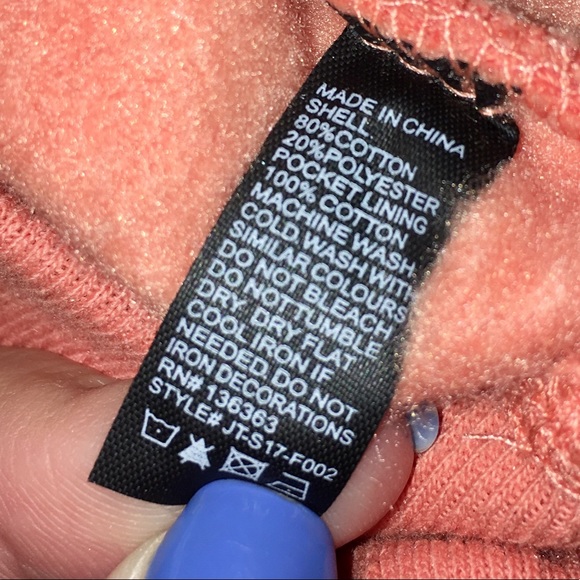 MADE IN CHINA
SHELL
80%COTTON
20%POLYESTER
POCKET LINING
100% COTTON
MACHINE WASH
COLD WASH WITH
SIMILAR COLOURS
DO NOT BLEACH
DO NOTTUMBLE
DRY, DRY FLAT
COOL IRON IF
NEEDED, DO NOT
IRON DECORATIONS
RN# 136363
STYLE# JT-S17-F002